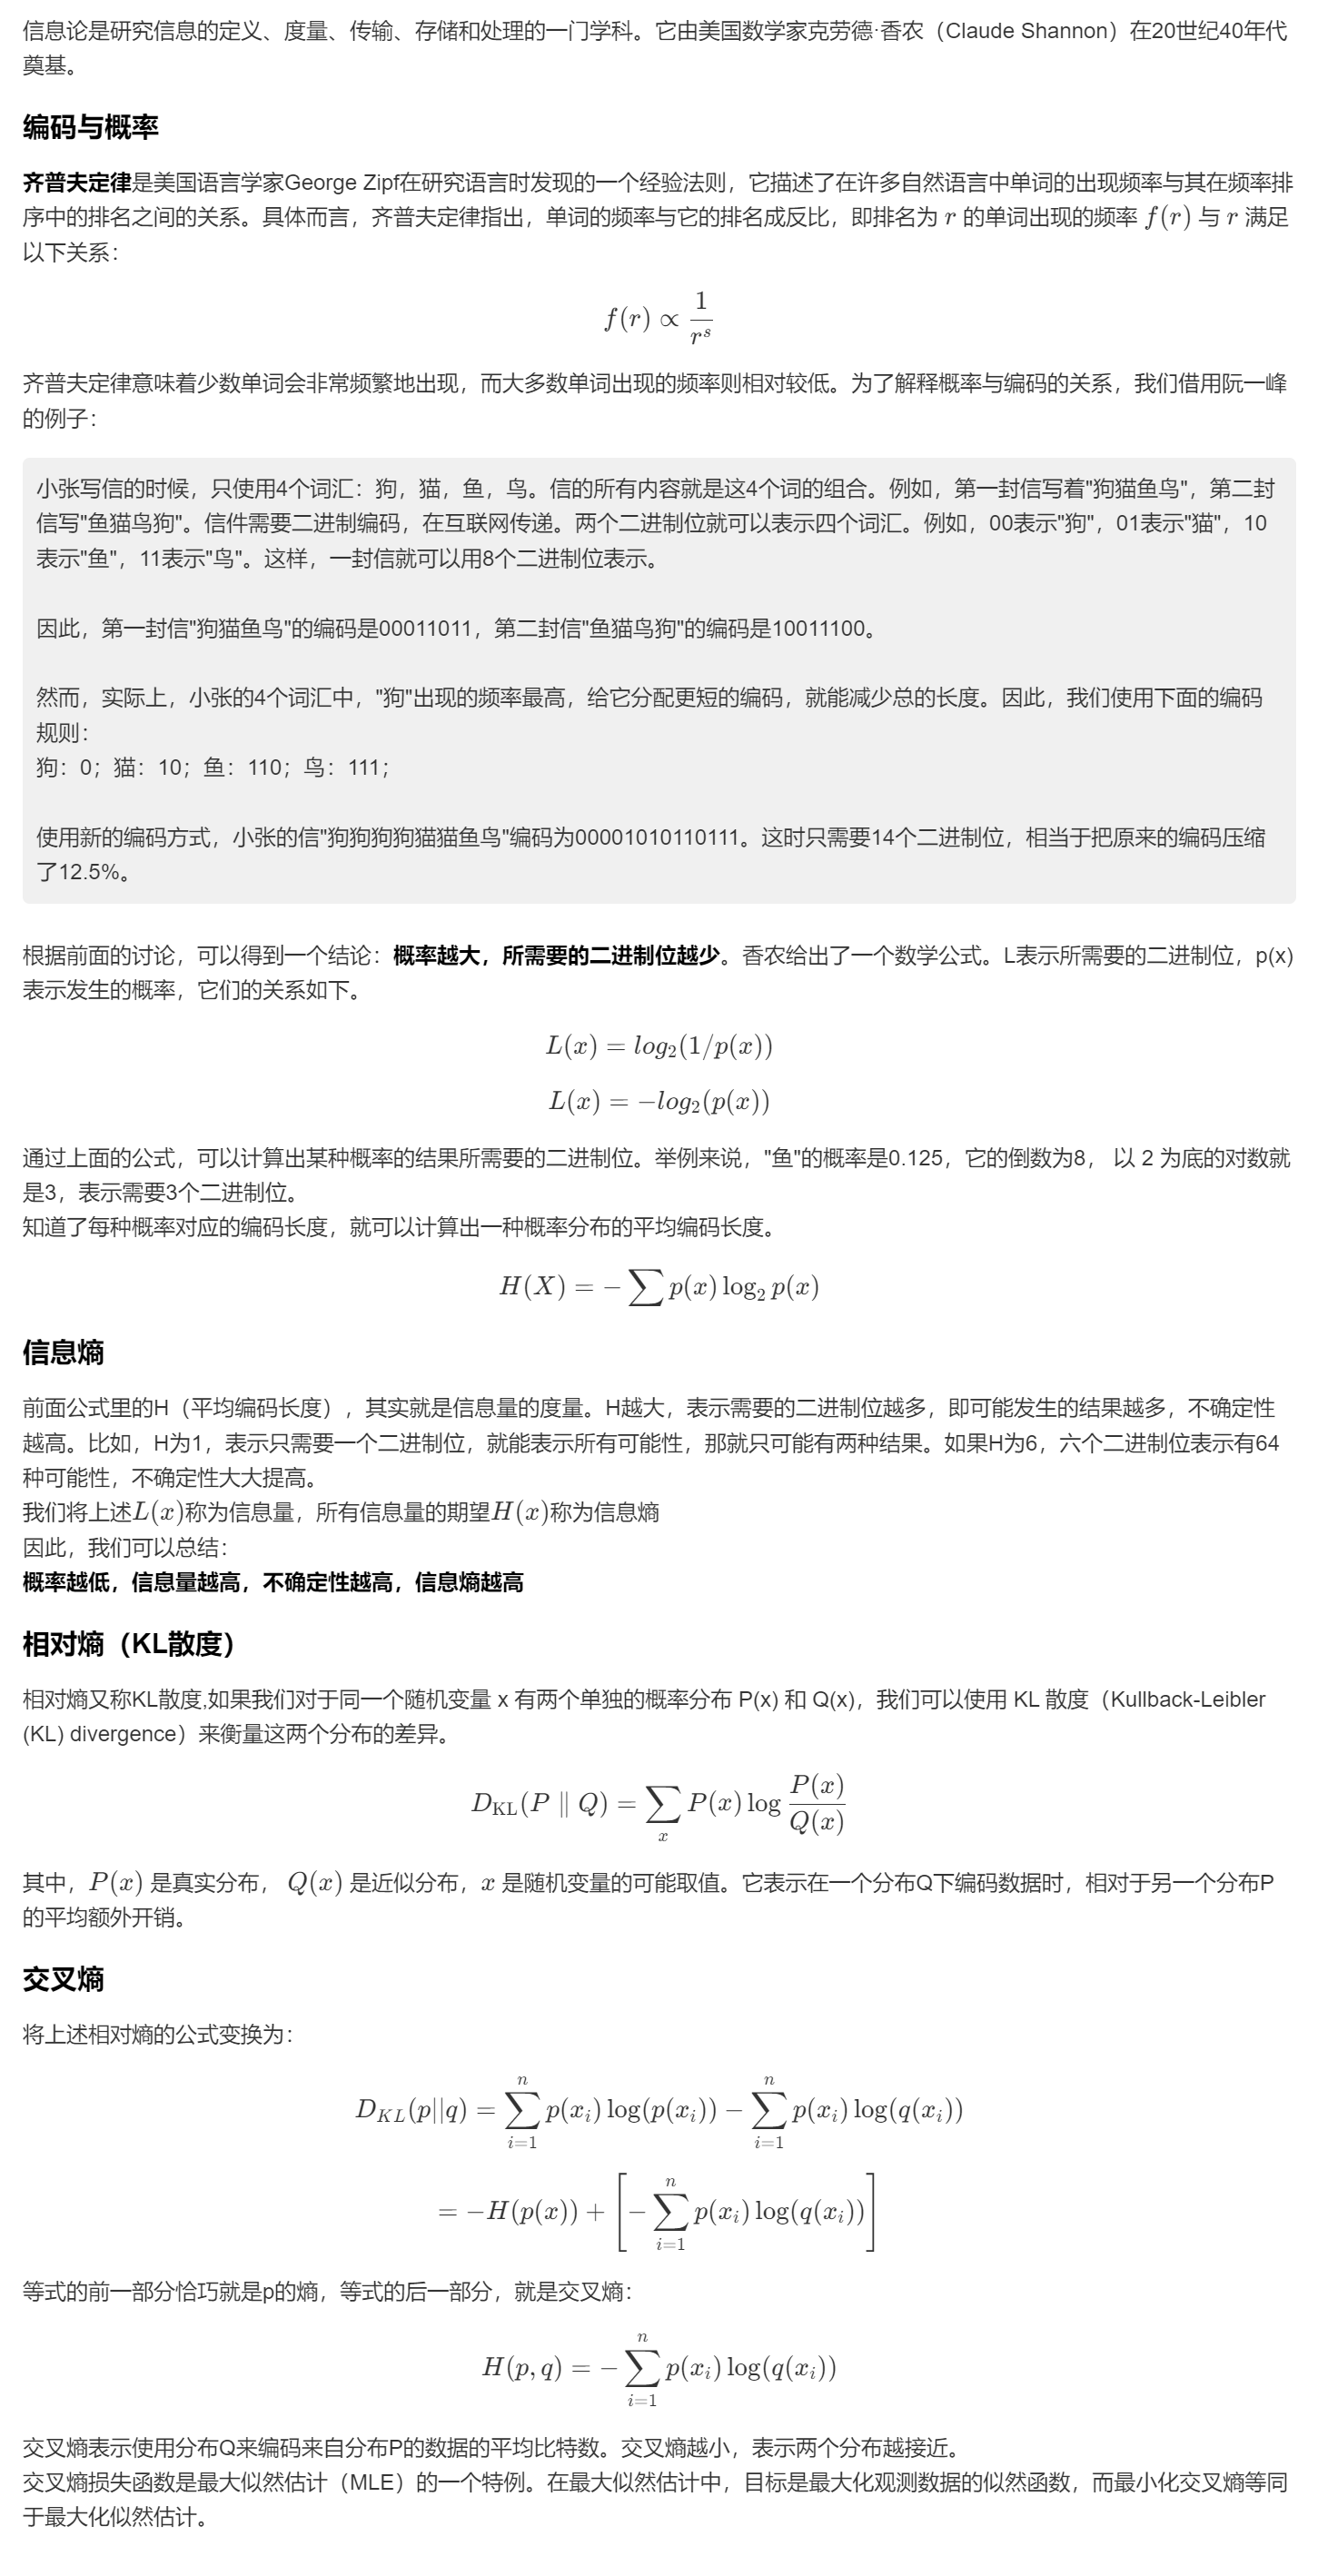 信息论是研究信息的定义、度量、传输、存储和处理的一门学科。它由美国数学家克劳德·香农（Claude Shannon）在20世纪40年代
奠基。
编码与概率
齐普夫定律是美国语言学家George Zipf在研究语言时发现的一个经验法则，它描述了在许多自然语言中单词的出现频率与其在频率排
序中的排名之间的关系。具体而言，齐普夫定律指出，单词的频率与它的排名成反比，即排名为 r 的单词出现的频率 f(r) 与 r 满足
以下关系：
f(r) ∝ 1/r^s
齐普夫定律意味着少数单词会非常频繁地出现，而大多数单词出现的频率则相对较低。为了解释概率与编码的关系，我们借用阮一峰
的例子：
小张写信的时候，只使用4个词汇：狗，猫，鱼，鸟。信的所有内容就是这4个词的组合。例如，第一封信写着"狗猫鱼鸟"，第二封
信写"鱼猫鸟狗"。信件需要二进制编码，在互联网传递。两个二进制位就可以表示四个词汇。例如，00表示"狗"，01表示"猫"，10
表示"鱼"，11表示"鸟"。这样，一封信就可以用8个二进制位表示。
因此，第一封信"狗猫鱼鸟"的编码是00011011，第二封信"鱼猫鸟狗"的编码是10011100。
然而，实际上，小张的4个词汇中，"狗"出现的频率最高，给它分配更短的编码，就能减少总的长度。因此，我们使用下面的编码
规则：
狗：0；猫：10；鱼：110；鸟：111；
使用新的编码方式，小张的信"狗狗狗狗猫猫鱼鸟"编码为00001010110111。这时只需要14个二进制位，相当于把原来的编码压缩
了12.5%。
根据前面的讨论，可以得到一个结论：概率越大，所需要的二进制位越少。香农给出了一个数学公式。L表示所需要的二进制位，p(x)
表示发生的概率，它们的关系如下。
L(x) = log₂(1/p(x))
L(x) = −log₂(p(x))
通过上面的公式，可以计算出某种概率的结果所需要的二进制位。举例来说，"鱼"的概率是0.125，它的倒数为8， 以 2 为底的对数就
是3，表示需要3个二进制位。
知道了每种概率对应的编码长度，就可以计算出一种概率分布的平均编码长度。
H(X) = −∑ p(x) log₂ p(x)
信息熵
前面公式里的H（平均编码长度），其实就是信息量的度量。H越大，表示需要的二进制位越多，即可能发生的结果越多，不确定性
越高。比如，H为1，表示只需要一个二进制位，就能表示所有可能性，那就只可能有两种结果。如果H为6，六个二进制位表示有64
种可能性，不确定性大大提高。
我们将上述L(x)称为信息量，所有信息量的期望H(x)称为信息熵
因此，我们可以总结：
概率越低，信息量越高，不确定性越高，信息熵越高
相对熵（KL散度）
相对熵又称KL散度,如果我们对于同一个随机变量 x 有两个单独的概率分布 P(x) 和 Q(x)，我们可以使用 KL 散度（Kullback-Leibler
(KL) divergence）来衡量这两个分布的差异。
D_KL(P ∥ Q) = ∑_x P(x) log P(x)/Q(x)
其中，P(x) 是真实分布， Q(x) 是近似分布，x 是随机变量的可能取值。它表示在一个分布Q下编码数据时，相对于另一个分布P
的平均额外开销。
交叉熵
将上述相对熵的公式变换为：
D_KL(p||q) = ∑_{i=1}^n p(x_i) log(p(x_i)) − ∑_{i=1}^n p(x_i) log(q(x_i))
= −H(p(x)) + [−∑_{i=1}^n p(x_i) log(q(x_i))]
等式的前一部分恰巧就是p的熵，等式的后一部分，就是交叉熵：
H(p, q) = −∑_{i=1}^n p(x_i) log(q(x_i))
交叉熵表示使用分布Q来编码来自分布P的数据的平均比特数。交叉熵越小，表示两个分布越接近。
交叉熵损失函数是最大似然估计（MLE）的一个特例。在最大似然估计中，目标是最大化观测数据的似然函数，而最小化交叉熵等同
于最大化似然估计。